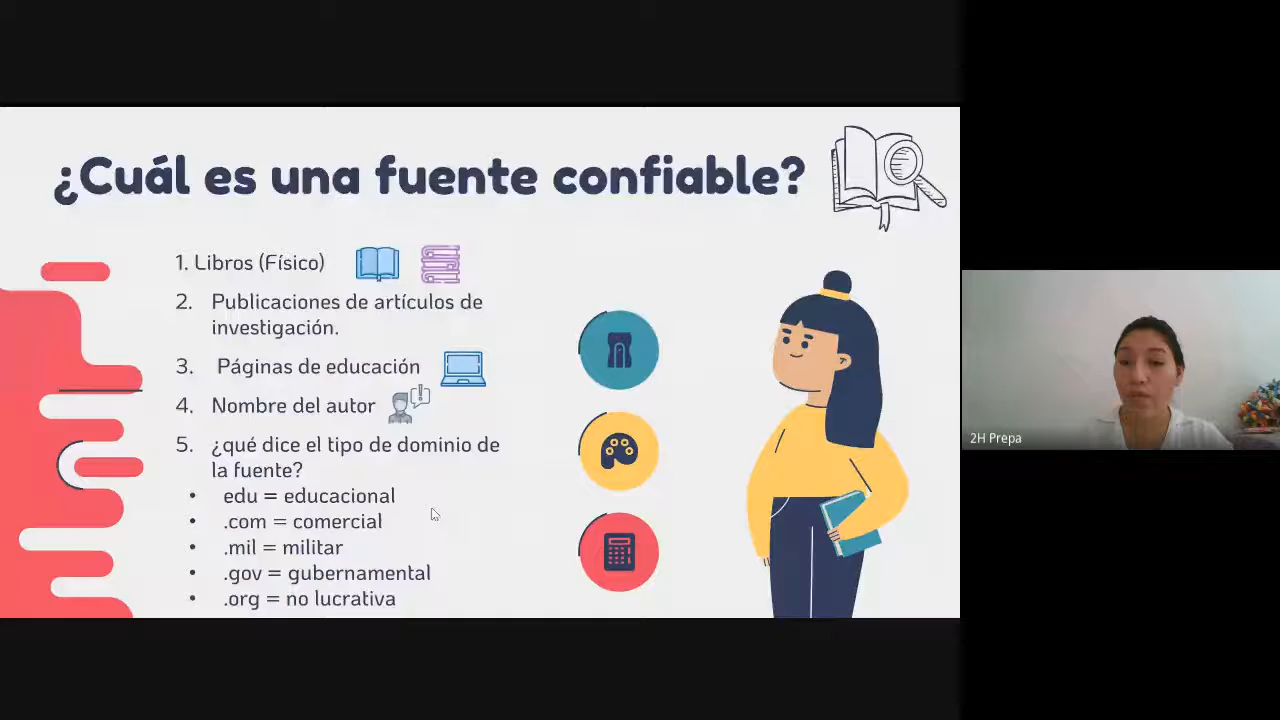 ¿Cuál es una fuente confiable?
1. Libros (Físico)
2. Publicaciones de artículos de
investigación.
3. Páginas de educación
4. Nombre del autor
5. ¿qué dice el tipo de dominio de
la fuente?
• edu = educacional
• .com = comercial
• .mil = militar
• .gov = gubernamental
• .org = no lucrativa
2H Prepa